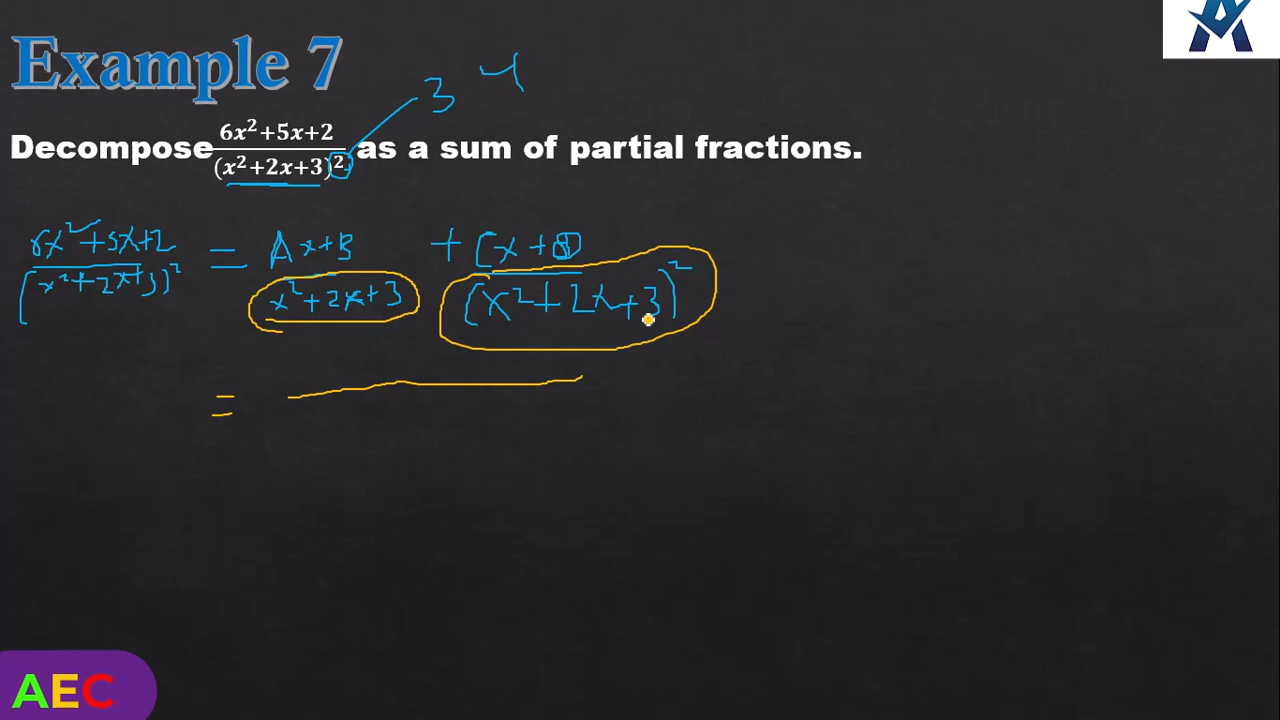 Example 7
3 4
Decompose (6x²+5x+2)/(x²+2x+3)² as a sum of partial fractions.
(6x²+5x+2)/(x²+2x+3)² = (Ax+B)/(x²+2x+3) + (Cx+D)/(x²+2x+3)²
=
AEC